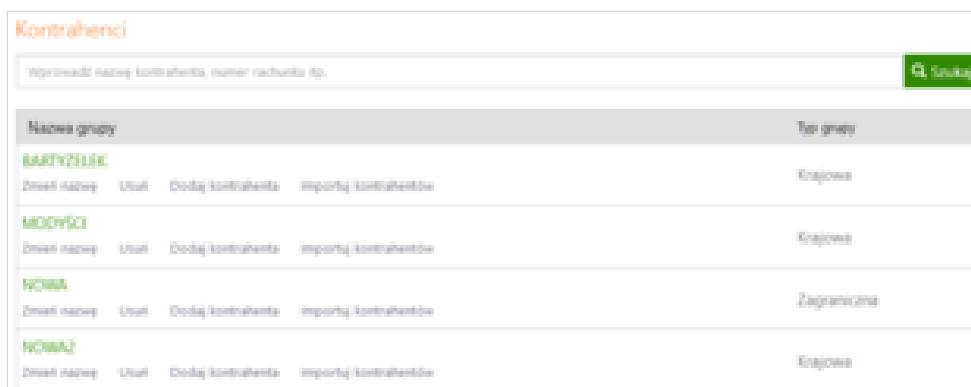 Kontrahenci
Wprowadź nazwę kontrahenta, numer rachunku itp.
Szukaj
Nazwa grupy Typ grupy
BARTYZELEK
Zmień nazwę Usuń Dodaj kontrahenta Importuj kontrahentów Krajowa
MODYŚCI
Zmień nazwę Usuń Dodaj kontrahenta Importuj kontrahentów Krajowa
NOWA
Zmień nazwę Usuń Dodaj kontrahenta Importuj kontrahentów Zagraniczna
NOWA2
Zmień nazwę Usuń Dodaj kontrahenta Importuj kontrahentów Krajowa